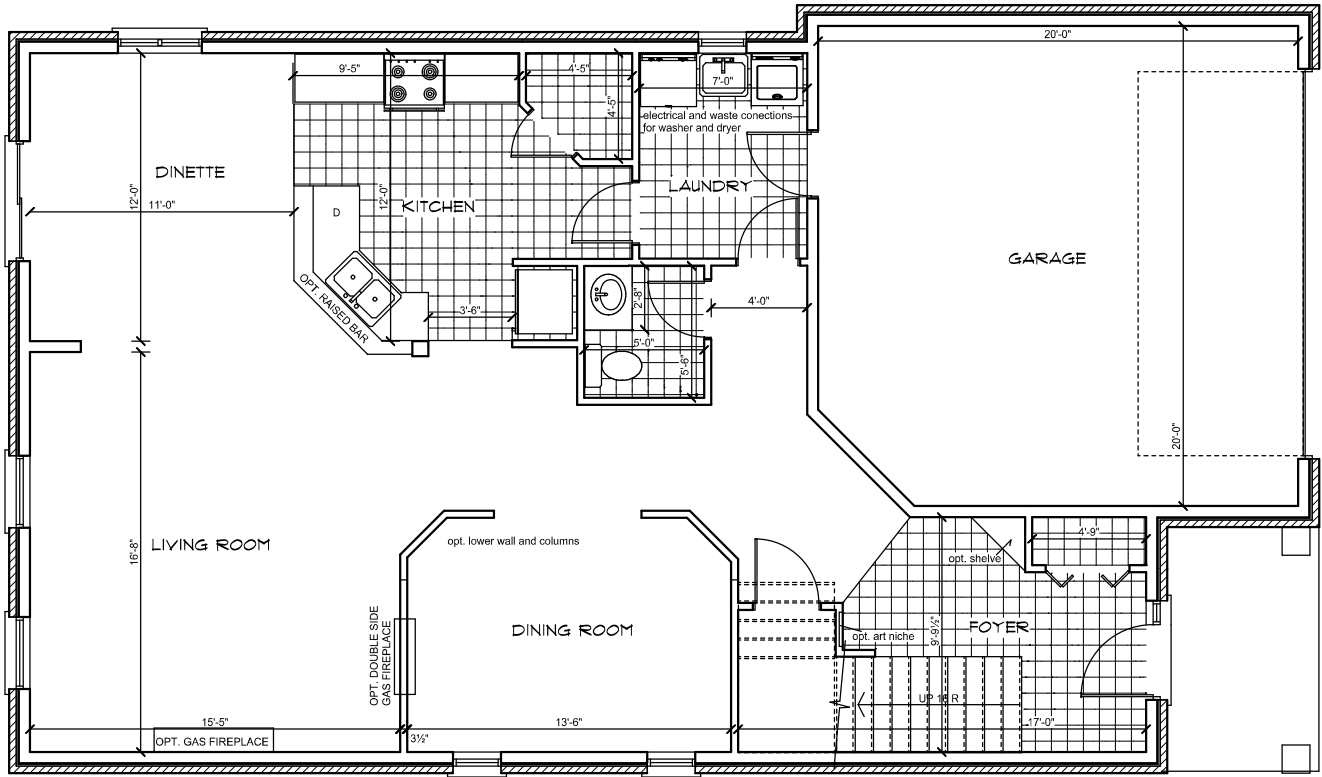 20'-0"
9'-5"
4'-5"
7'-0"
4'-5"
electrical and waste conections
for washer and dryer
DINETTE
LAUNDRY
12'-0"
11'-0"
12'-0"
KITCHEN
D
GARAGE
OPT. RAISED BAR
3'-6"
2'-8"
4'-0"
5'-0"
5'-6"
20'-0"
LIVING ROOM
16'-8"
opt. lower wall and columns
4'-9"
opt. shelve
DINING ROOM
FOYER
9'-9½"
opt. art niche
OPT. DOUBLE SIDE
GAS FIREPLACE
UP 16 R
15'-5"
13'-6"
17'-0"
3½"
OPT. GAS FIREPLACE